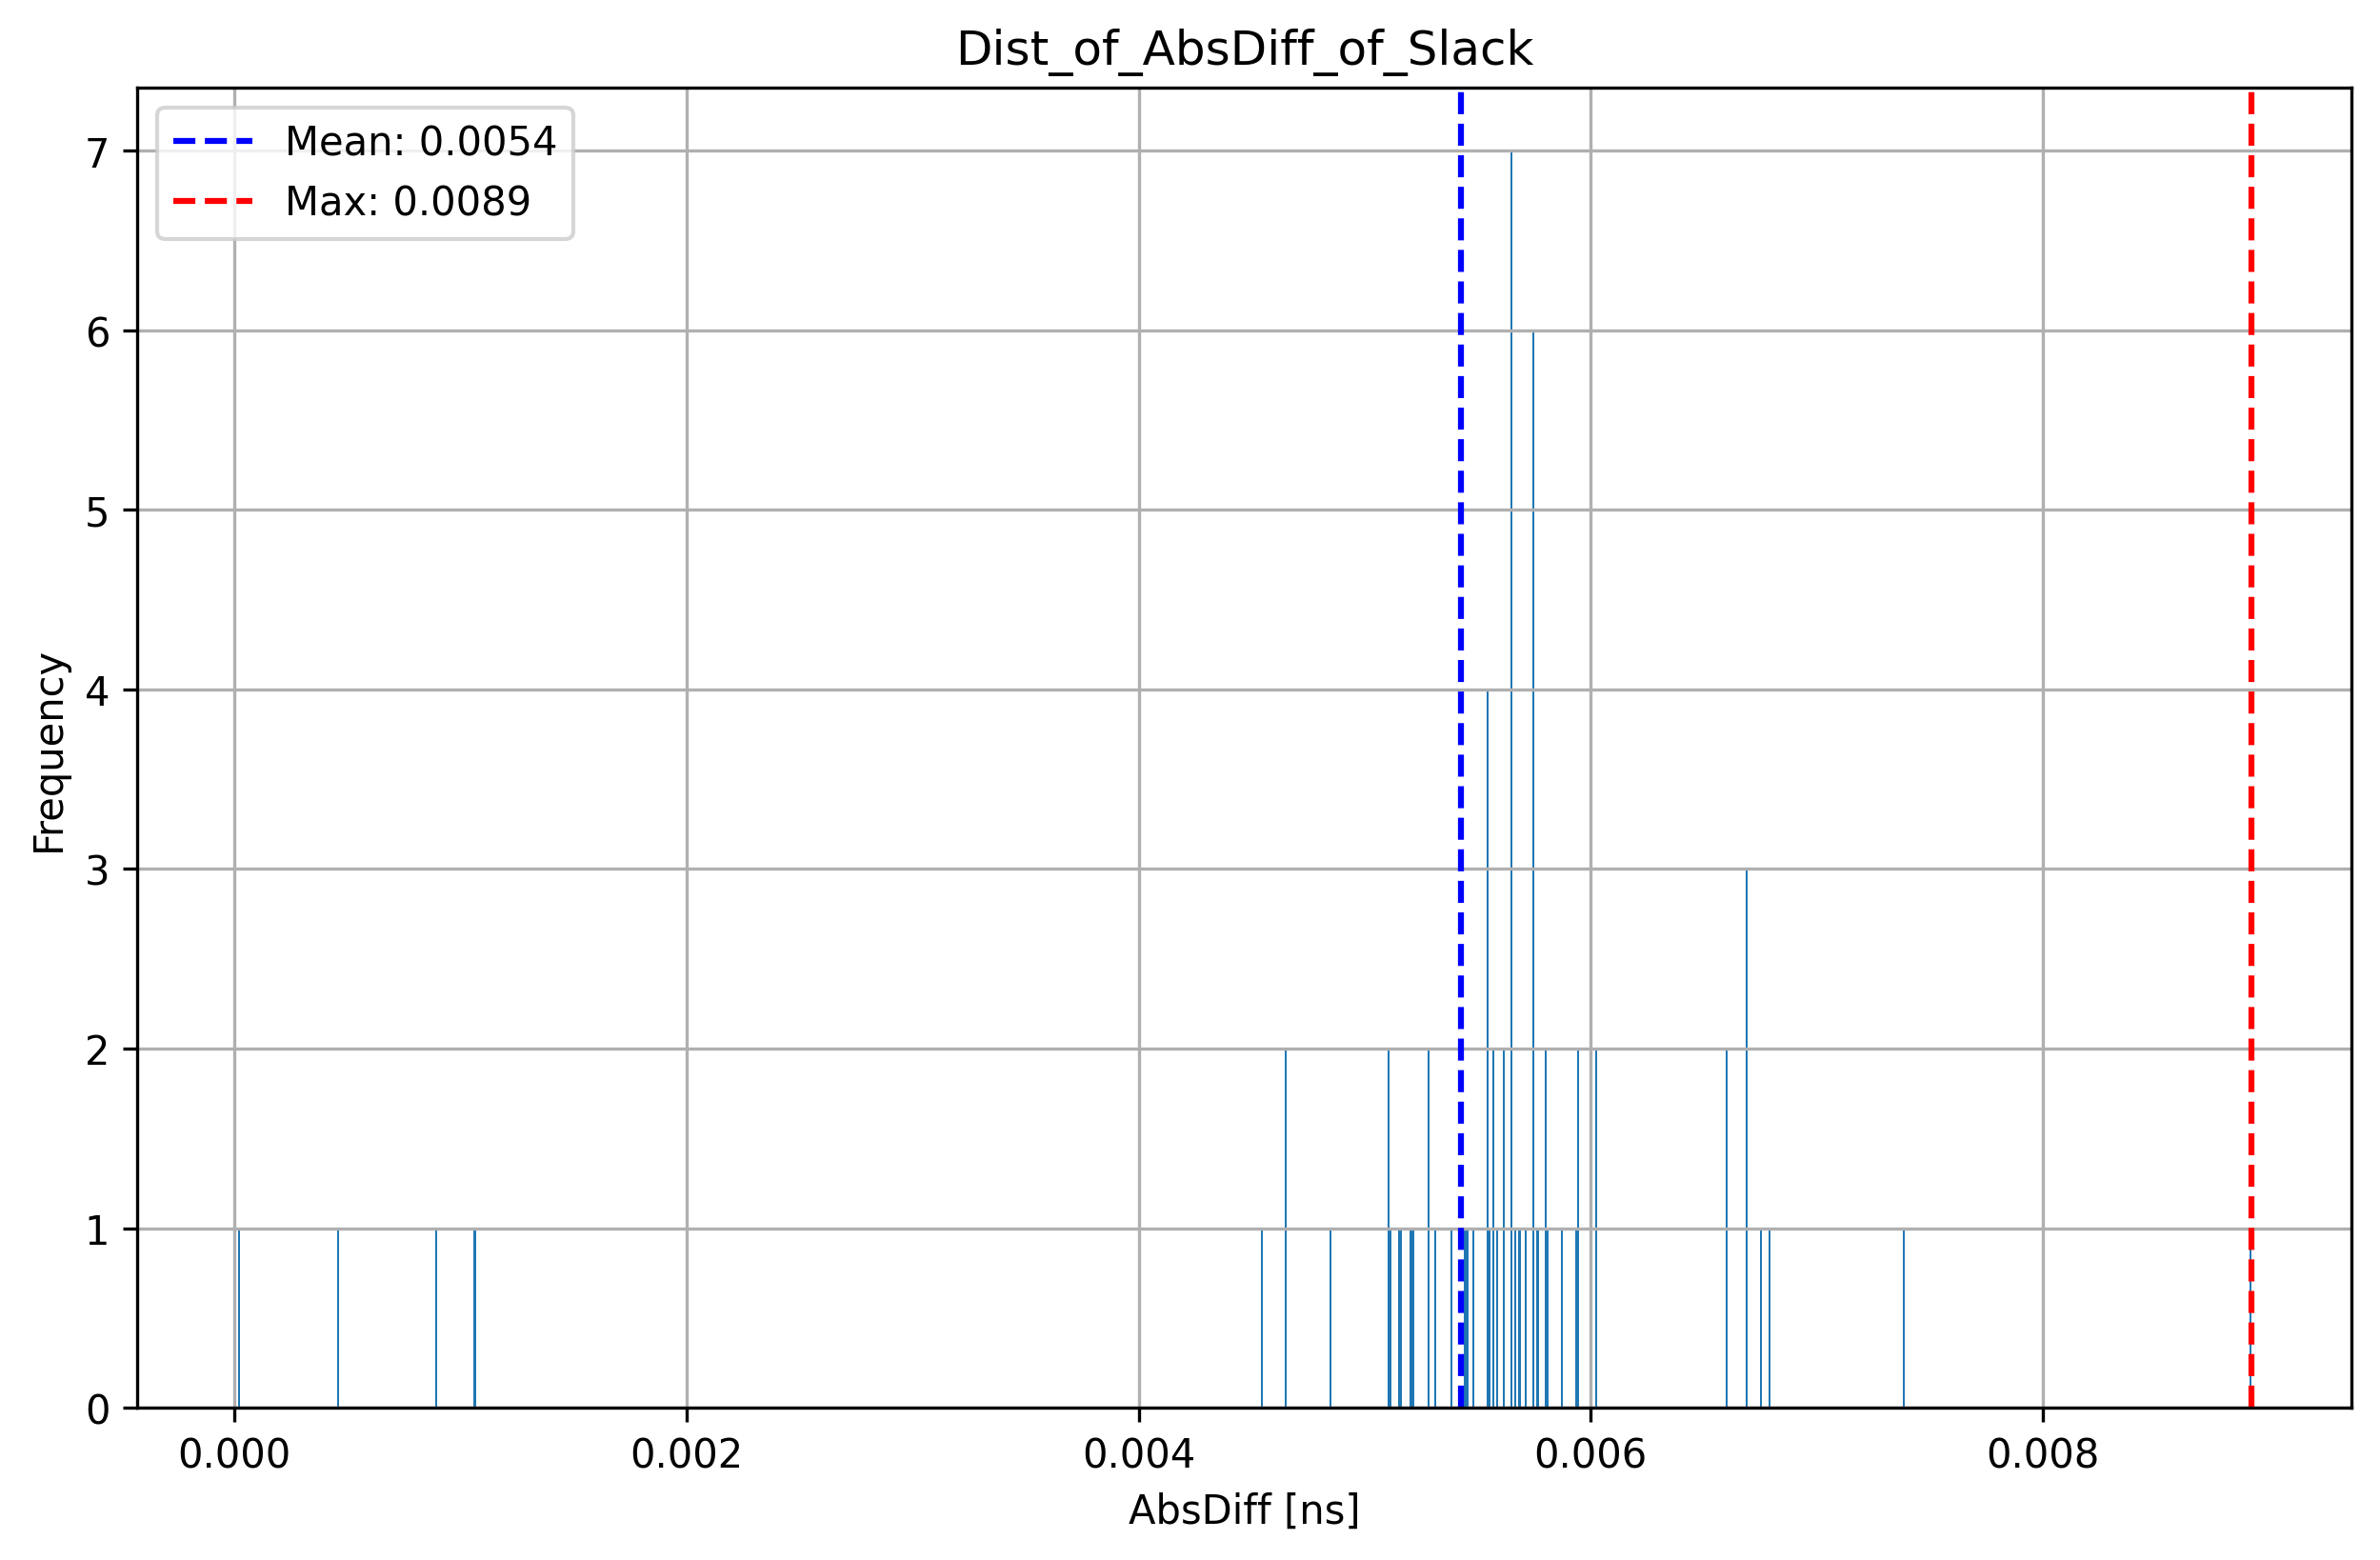 Dist_of_AbsDiff_of_Slack
Mean: 0.0054
Max: 0.0089
Frequency
7
6
5
4
3
2
1
0
0.000 0.002 0.004 0.006 0.008
AbsDiff [ns]